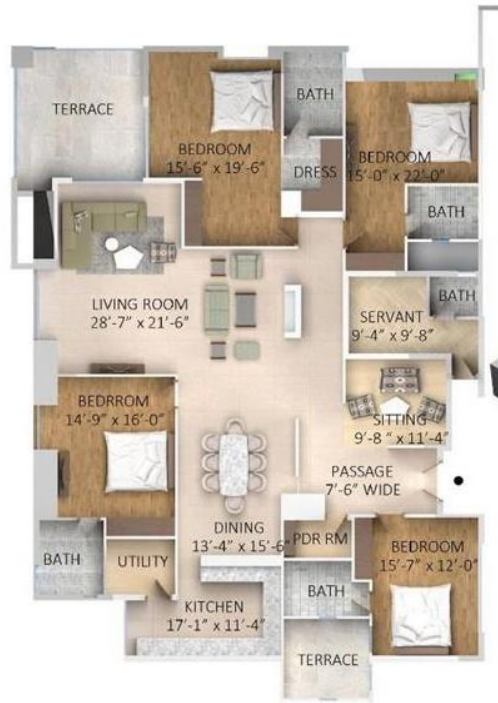 TERRACE
BATH
BEDROOM
15'-6" x 19'-6"
DRESS
BEDROOM
15'-0" x 22'-0"
BATH
LIVING ROOM
28'-7" x 21'-6"
SERVANT
9'-4" x 9'-8"
BATH
SITTING
9'-8 " x 11'-4"
BEDRROM
14'-9" x 16'-0"
PASSAGE
7'-6" WIDE
DINING
13'-4" x 15'-6"
PDR RM
BEDROOM
15'-7" x 12'-0"
BATH
UTILITY
BATH
KITCHEN
17'-1" x 11'-4"
TERRACE